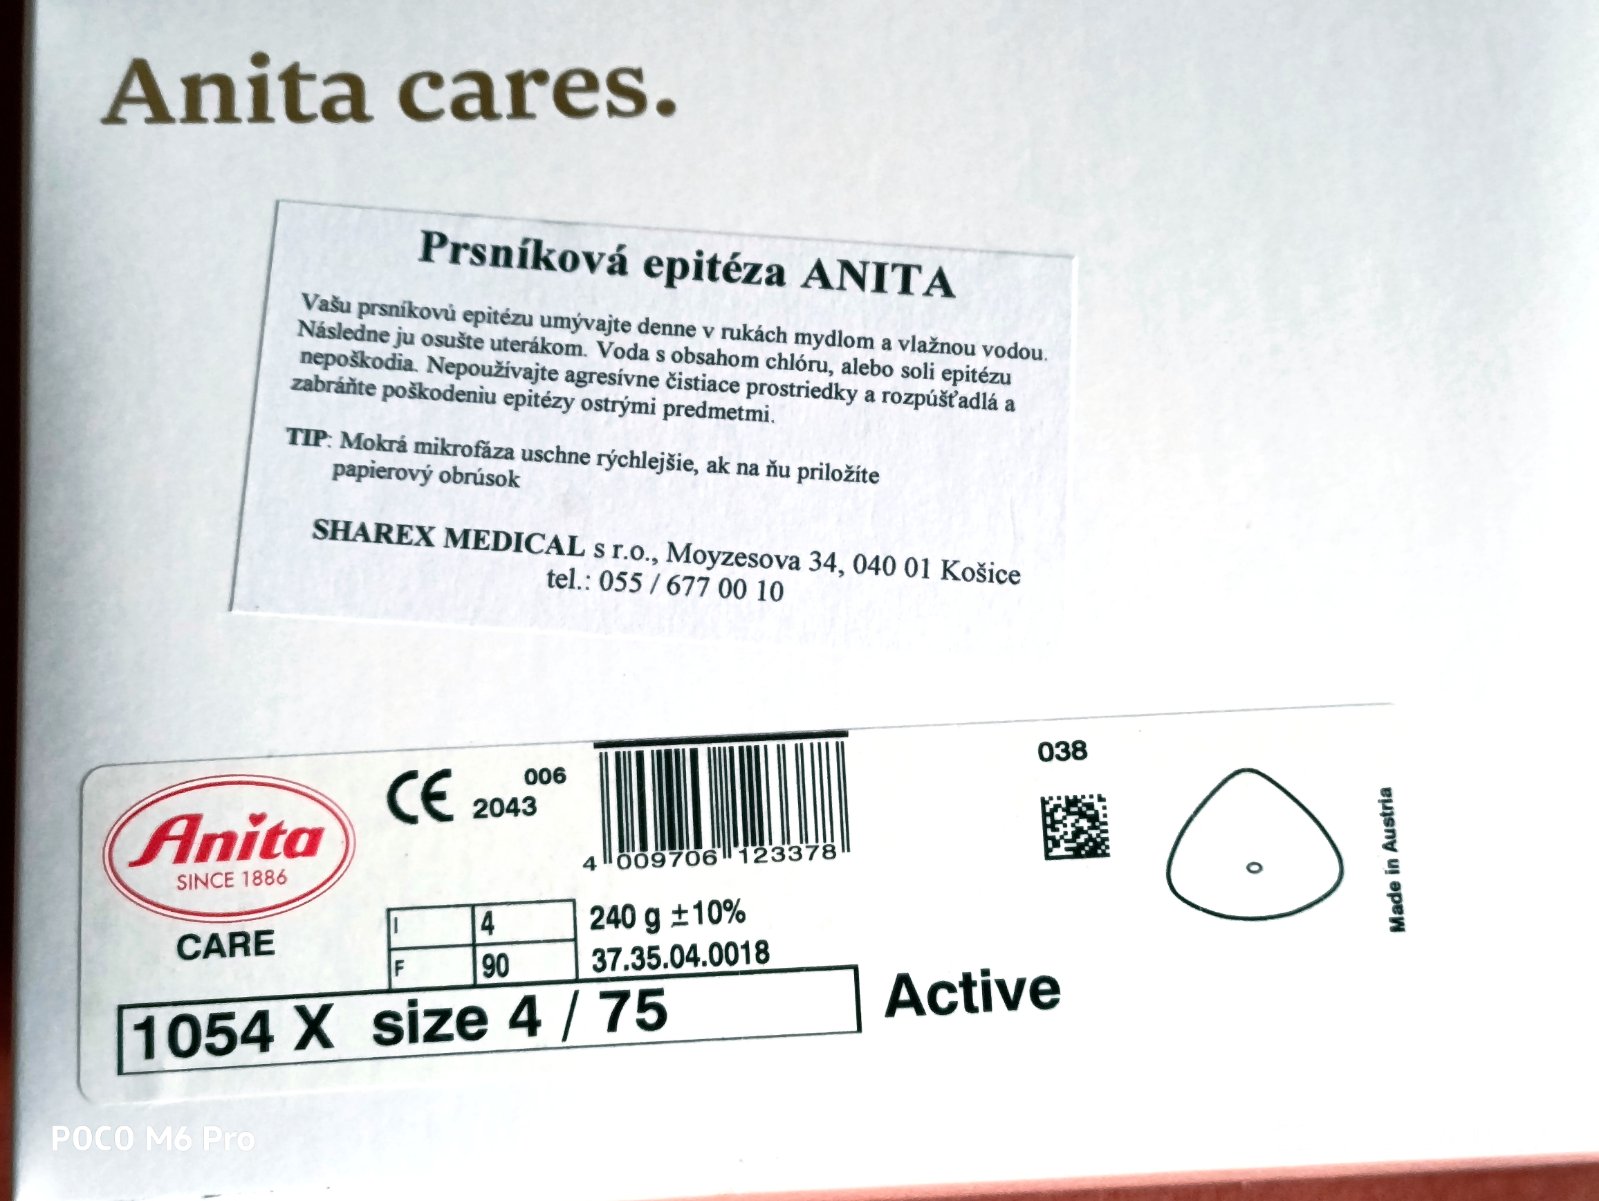 Anita cares.
Prsníková epitéza ANITA
Vašu prsníkovú epitézu umývajte denne v rukách mydlom a vlažnou vodou.
Následne ju osušte uterákom. Voda s obsahom chlóru, alebo soli epitézu
nepoškodia. Nepoužívajte agresívne čistiace prostriedky a rozpúšťadlá a
zabráňte poškodeniu epitézy ostrými predmetmi.
TIP: Mokrá mikrofáza uschne rýchlejšie, ak na ňu priložíte
papierový obrúsok
SHAREX MEDICAL s r.o., Moyzesova 34, 040 01 Košice
tel.: 055 / 677 00 10
Anita
SINCE 1886
CARE
CE 2043
006
4 009706 123378
038
Made in Austria
I 4
F 90
240 g ±10%
37.35.04.0018
1054 X size 4 / 75
Active
POCO M6 Pro